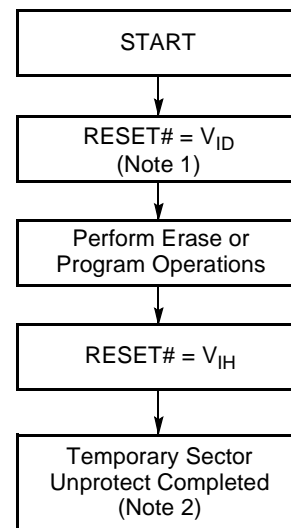 START
RESET# = VID
(Note 1)
Perform Erase or
Program Operations
RESET# = VIH
Temporary Sector
Unprotect Completed
(Note 2)